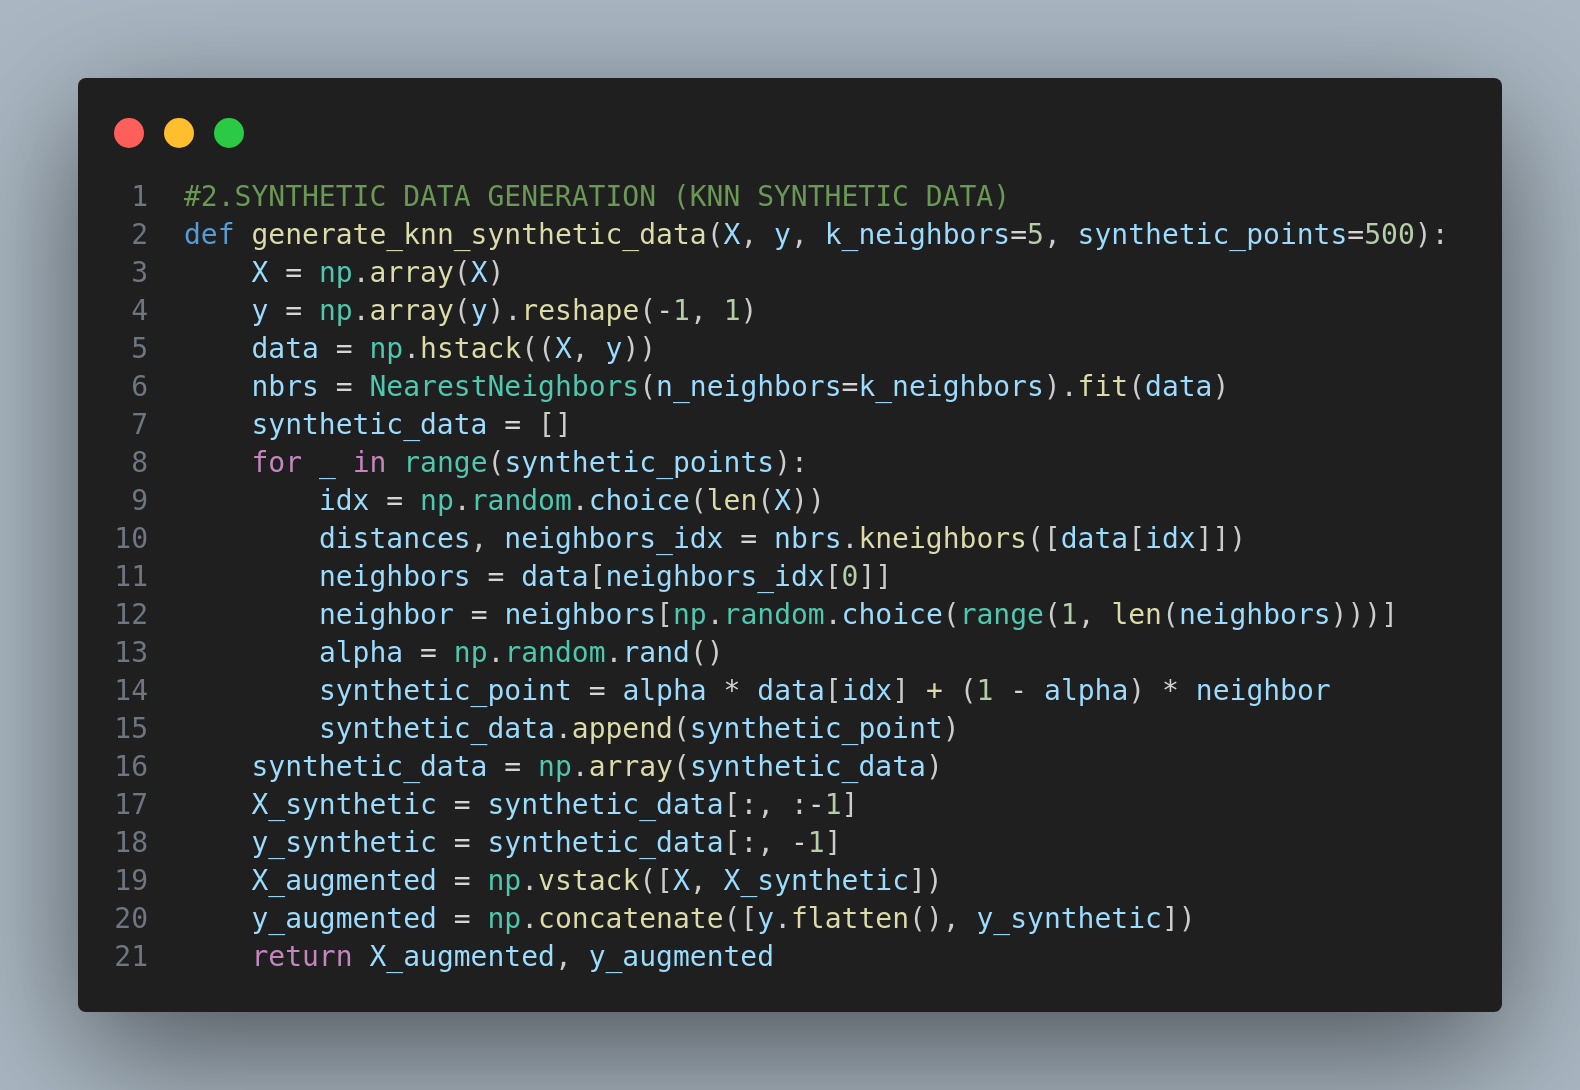 1 #2.SYNTHETIC DATA GENERATION (KNN SYNTHETIC DATA)
2 def generate_knn_synthetic_data(X, y, k_neighbors=5, synthetic_points=500):
3     X = np.array(X)
4     y = np.array(y).reshape(-1, 1)
5     data = np.hstack((X, y))
6     nbrs = NearestNeighbors(n_neighbors=k_neighbors).fit(data)
7     synthetic_data = []
8     for _ in range(synthetic_points):
9         idx = np.random.choice(len(X))
10         distances, neighbors_idx = nbrs.kneighbors([data[idx]])
11         neighbors = data[neighbors_idx[0]]
12         neighbor = neighbors[np.random.choice(range(1, len(neighbors)))]
13         alpha = np.random.rand()
14         synthetic_point = alpha * data[idx] + (1 - alpha) * neighbor
15         synthetic_data.append(synthetic_point)
16     synthetic_data = np.array(synthetic_data)
17     X_synthetic = synthetic_data[:, :-1]
18     y_synthetic = synthetic_data[:, -1]
19     X_augmented = np.vstack([X, X_synthetic])
20     y_augmented = np.concatenate([y.flatten(), y_synthetic])
21     return X_augmented, y_augmented